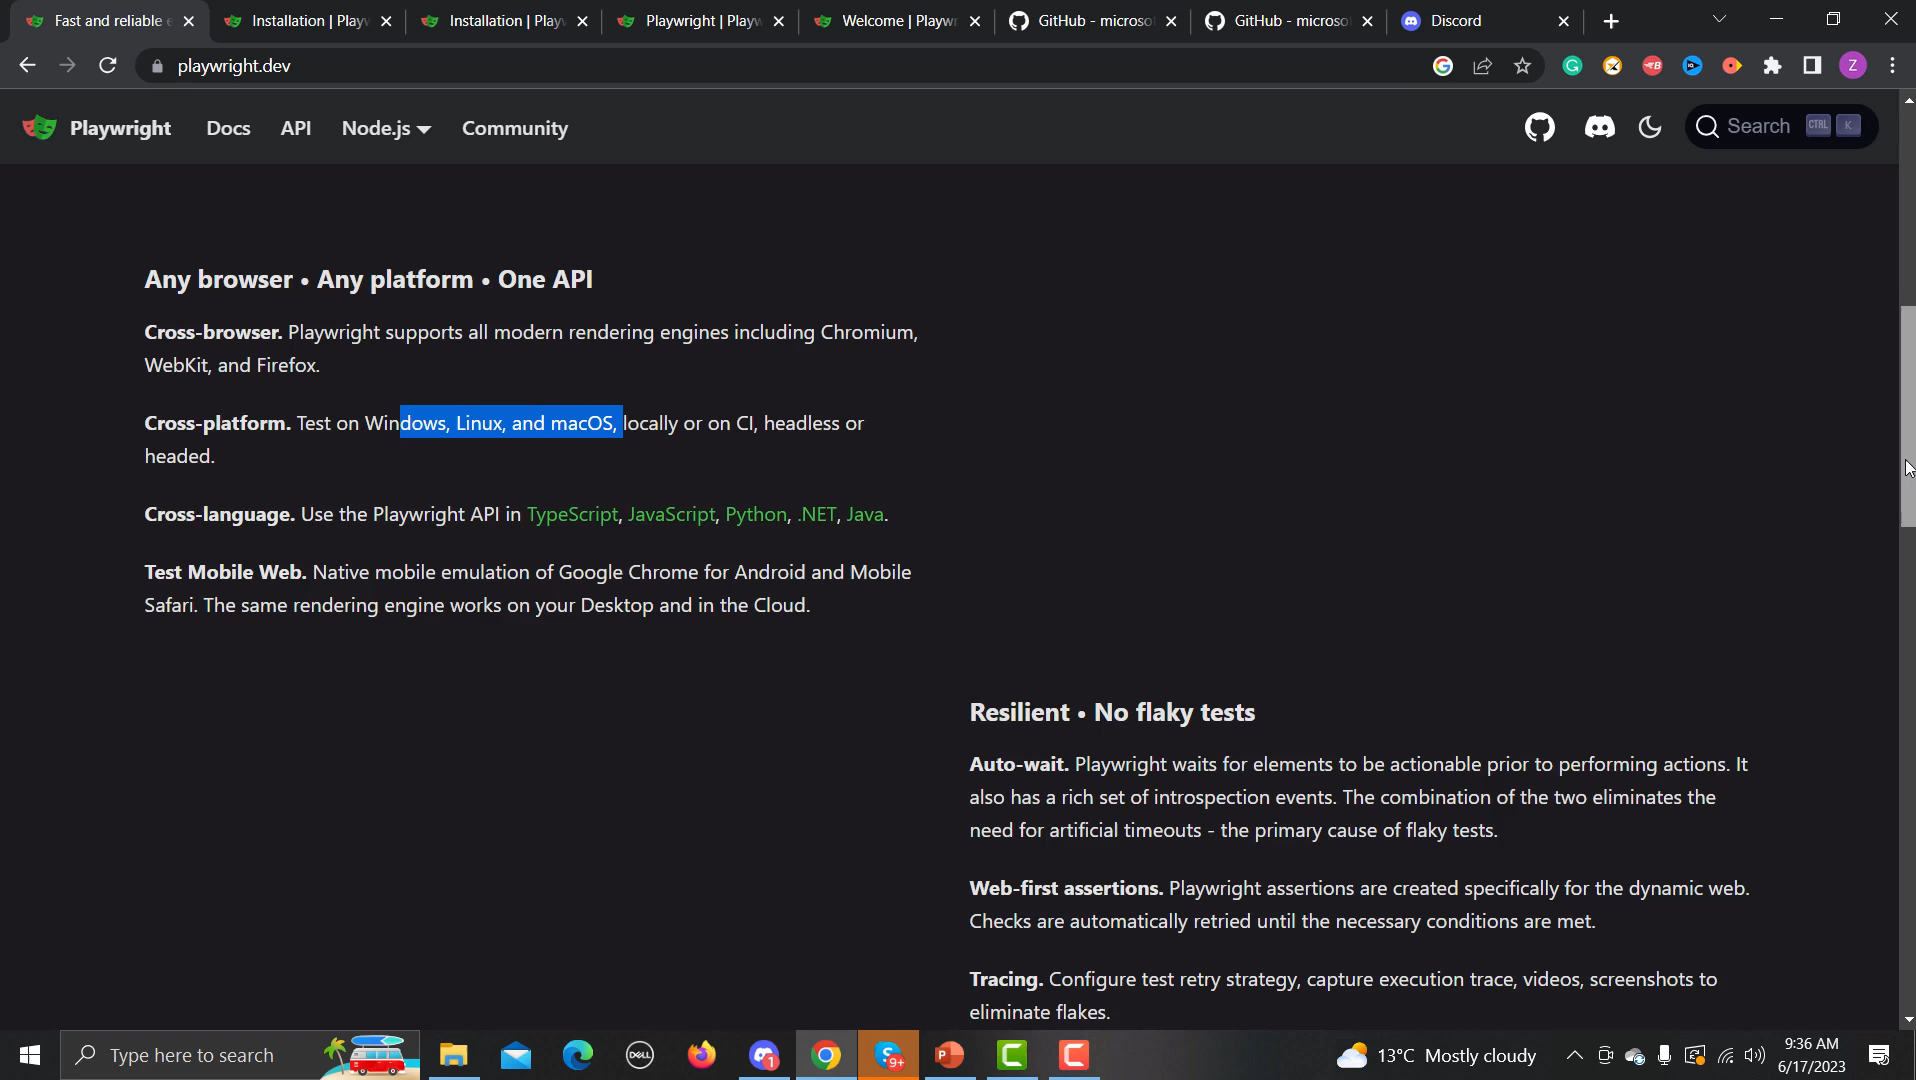 Fast and reliable e
Installation | Playw
Installation | Playw
Playwright | Playw
Welcome | Playwr
GitHub - microsof
GitHub - microsof
Discord
playwright.dev
Z
Playwright
Docs
API
Node.js
Community
Search
CTRL
K
Any browser • Any platform • One API
Cross-browser. Playwright supports all modern rendering engines including Chromium,
WebKit, and Firefox.
Cross-platform. Test on Windows, Linux, and macOS, locally or on CI, headless or
headed.
Cross-language. Use the Playwright API in TypeScript, JavaScript, Python, .NET, Java.
Test Mobile Web. Native mobile emulation of Google Chrome for Android and Mobile
Safari. The same rendering engine works on your Desktop and in the Cloud.
Resilient • No flaky tests
Auto-wait. Playwright waits for elements to be actionable prior to performing actions. It
also has a rich set of introspection events. The combination of the two eliminates the
need for artificial timeouts - the primary cause of flaky tests.
Web-first assertions. Playwright assertions are created specifically for the dynamic web.
Checks are automatically retried until the necessary conditions are met.
Tracing. Configure test retry strategy, capture execution trace, videos, screenshots to
eliminate flakes.
Type here to search
DELL
1
9+
13°C Mostly cloudy
9:36 AM
6/17/2023